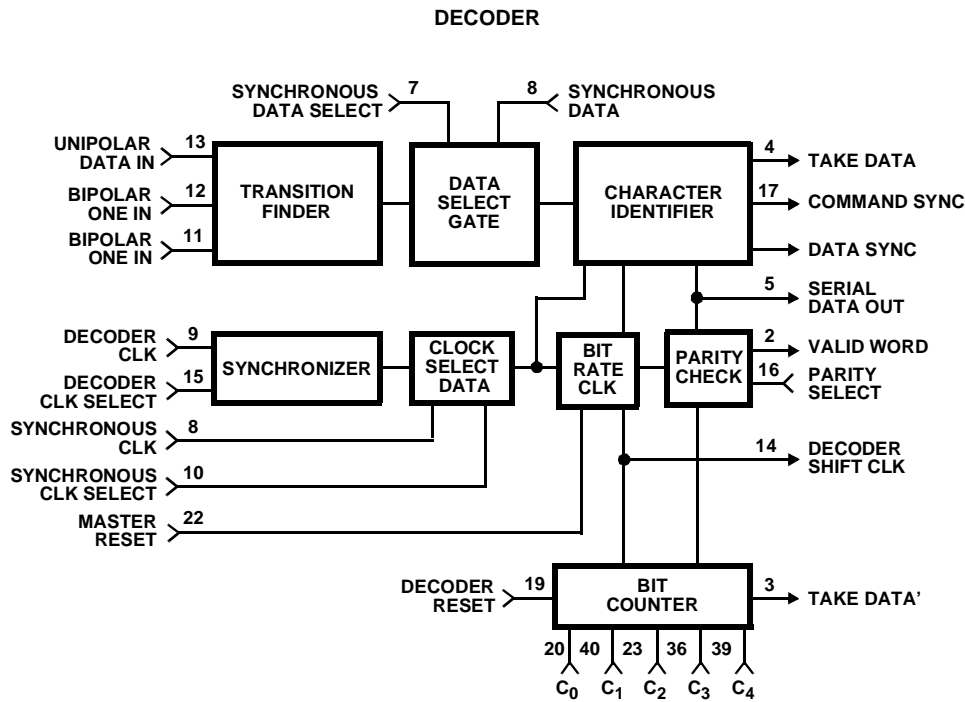 DECODER
SYNCHRONOUS
DATA SELECT
7
8
SYNCHRONOUS
DATA
UNIPOLAR
DATA IN
13
BIPOLAR
ONE IN
12
BIPOLAR
ONE IN
11
TRANSITION
FINDER
DATA
SELECT
GATE
CHARACTER
IDENTIFIER
4
TAKE DATA
17
COMMAND SYNC
DATA SYNC
5
SERIAL
DATA OUT
DECODER
CLK
9
DECODER
CLK SELECT
15
SYNCHRONIZER
CLOCK
SELECT
DATA
BIT
RATE
CLK
PARITY
CHECK
2
VALID WORD
16
PARITY
SELECT
SYNCHRONOUS
CLK
8
SYNCHRONOUS
CLK SELECT
10
14
DECODER
SHIFT CLK
MASTER
RESET
22
DECODER
RESET
19
BIT
COUNTER
3
TAKE DATA'
20 40 23 36 39
C0 C1 C2 C3 C4